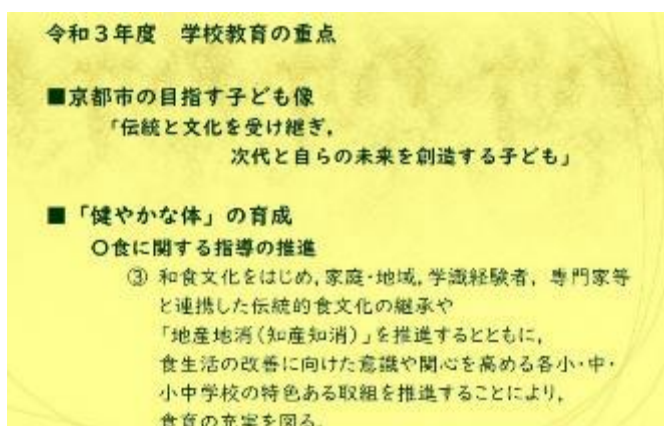 令和３年度　学校教育の重点
■京都市の目指す子ども像
「伝統と文化を受け継ぎ，
次代と自らの未来を創造する子ども」
■「健やかな体」の育成
○食に関する指導の推進
③ 和食文化をはじめ，家庭・地域，学識経験者，専門家等
と連携した伝統的食文化の継承や
「地産地消（知産知消）」を推進するとともに，
食生活の改善に向けた意識や関心を高める各小・中・
小中学校の特色ある取組を推進することにより，
食育の充実を図る。